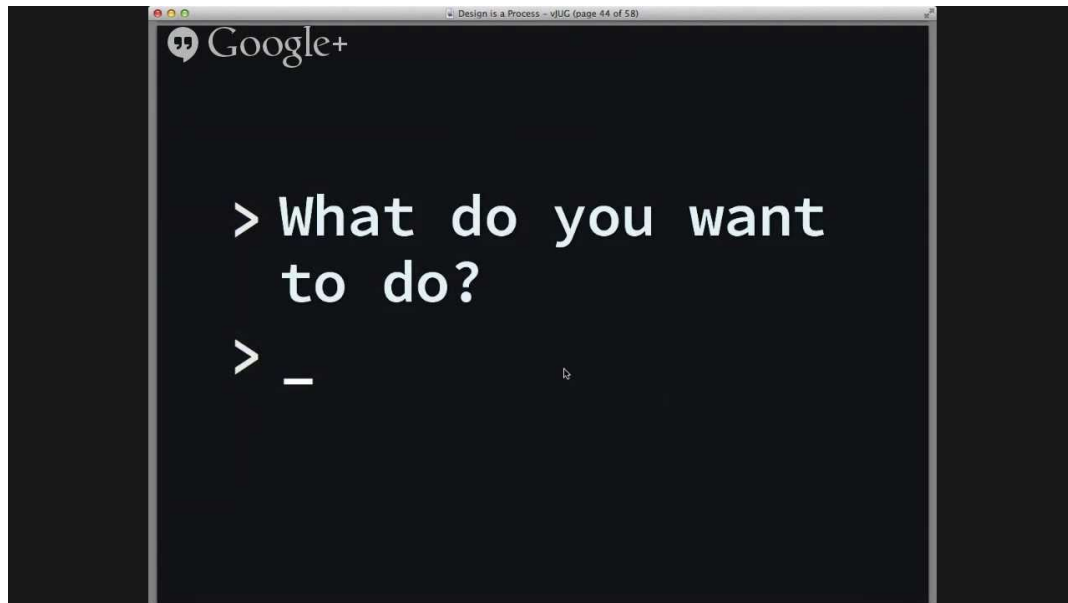 Design is a Process - vJUG (page 44 of 58)
Google+
> What do you want
to do?
> _